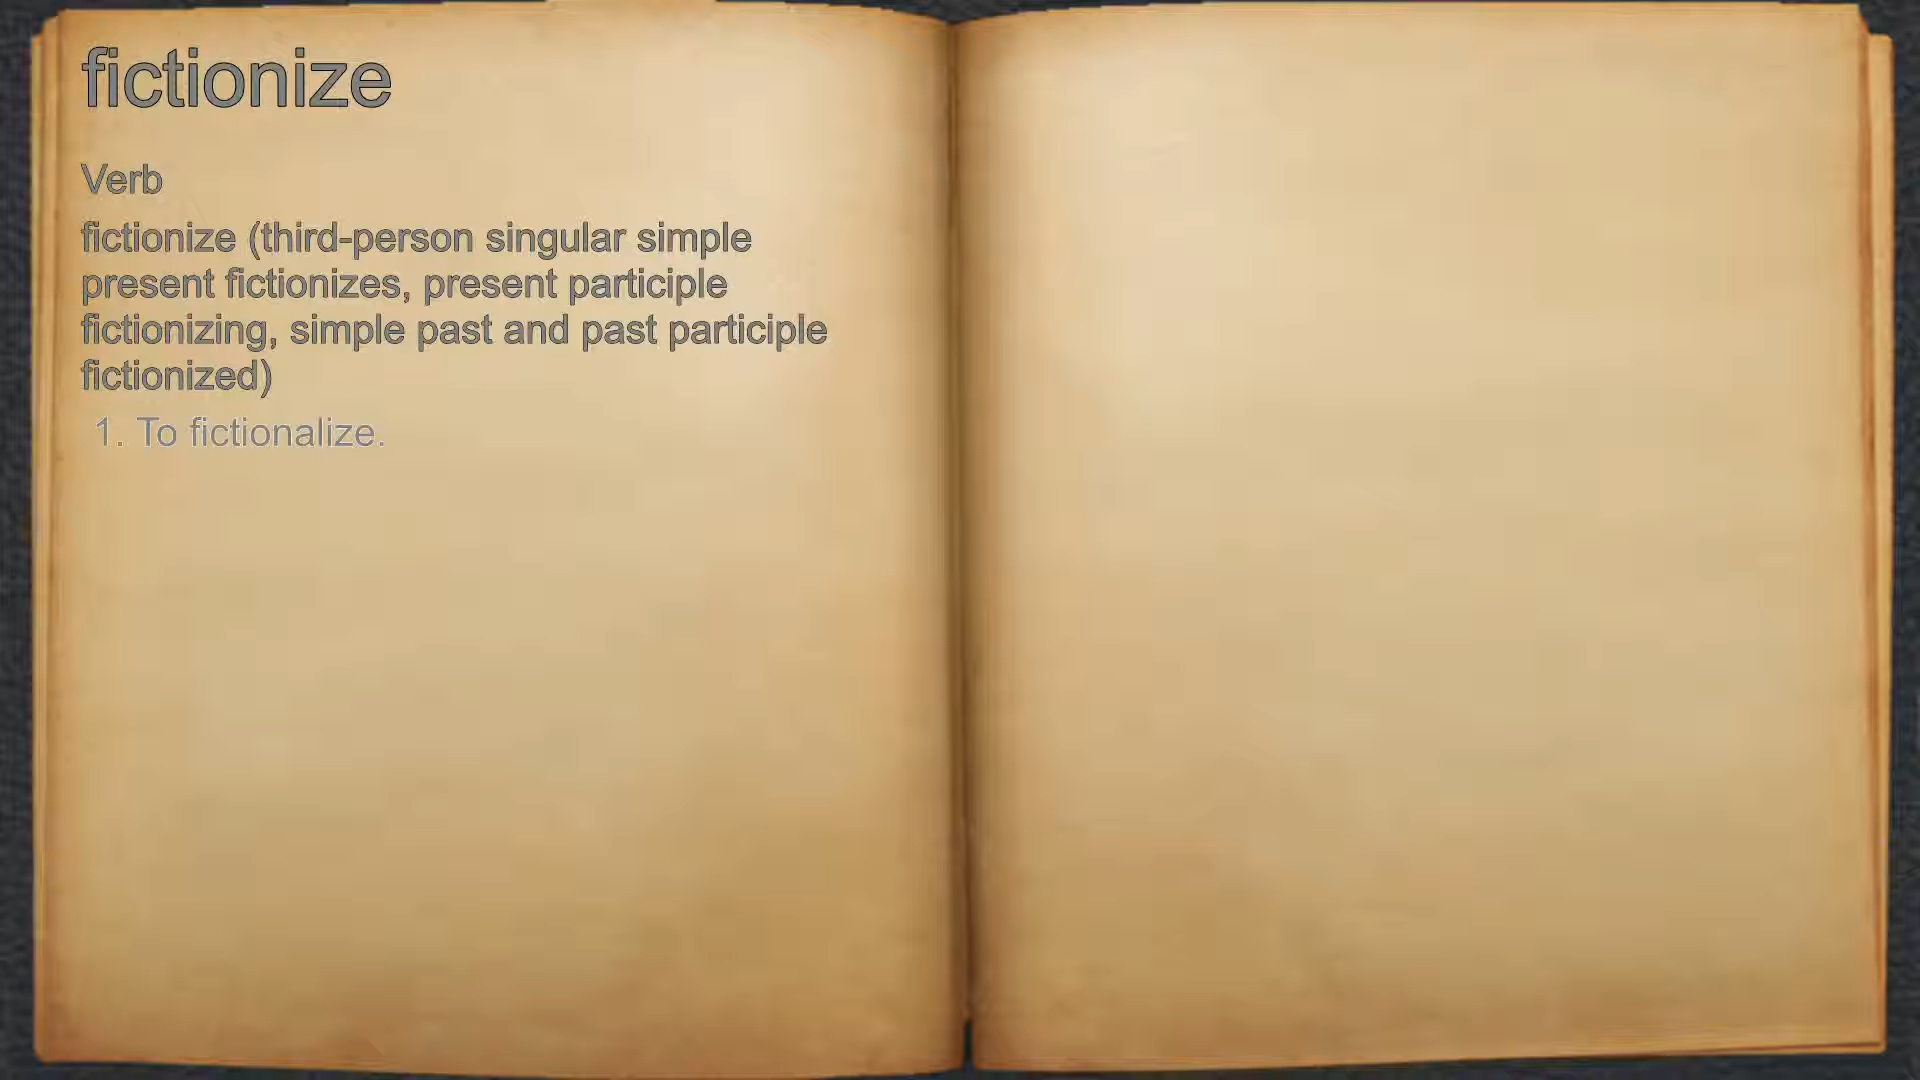 fictionize
Verb
fictionize (third-person singular simple
present fictionizes, present participle
fictionizing, simple past and past participle
fictionized)
1. To fictionalize.